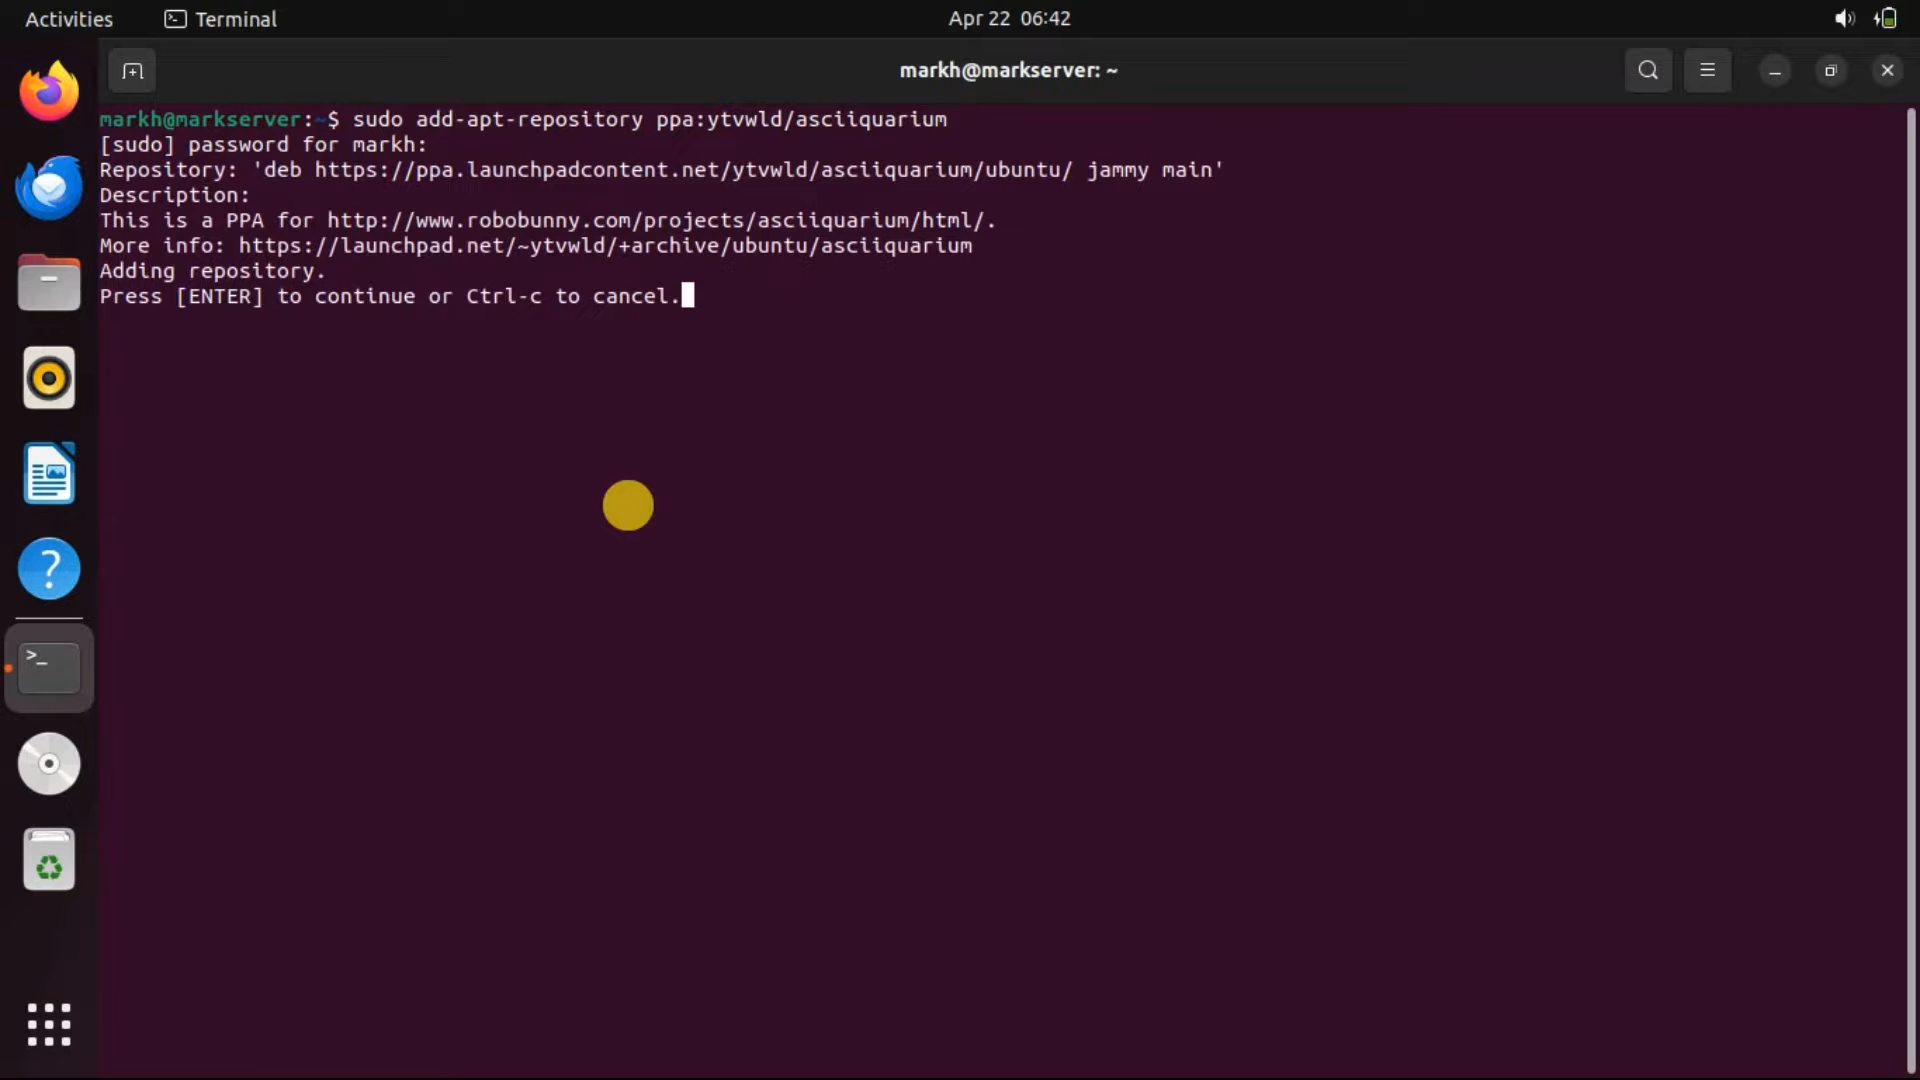 Activities Terminal Apr 22 06:42
markh@markserver: ~
markh@markserver:~$ sudo add-apt-repository ppa:ytvwld/asciiquarium
[sudo] password for markh:
Repository: 'deb https://ppa.launchpadcontent.net/ytvwld/asciiquarium/ubuntu/ jammy main'
Description:
This is a PPA for http://www.robobunny.com/projects/asciiquarium/html/.
More info: https://launchpad.net/~ytvwld/+archive/ubuntu/asciiquarium
Adding repository.
Press [ENTER] to continue or Ctrl-c to cancel.